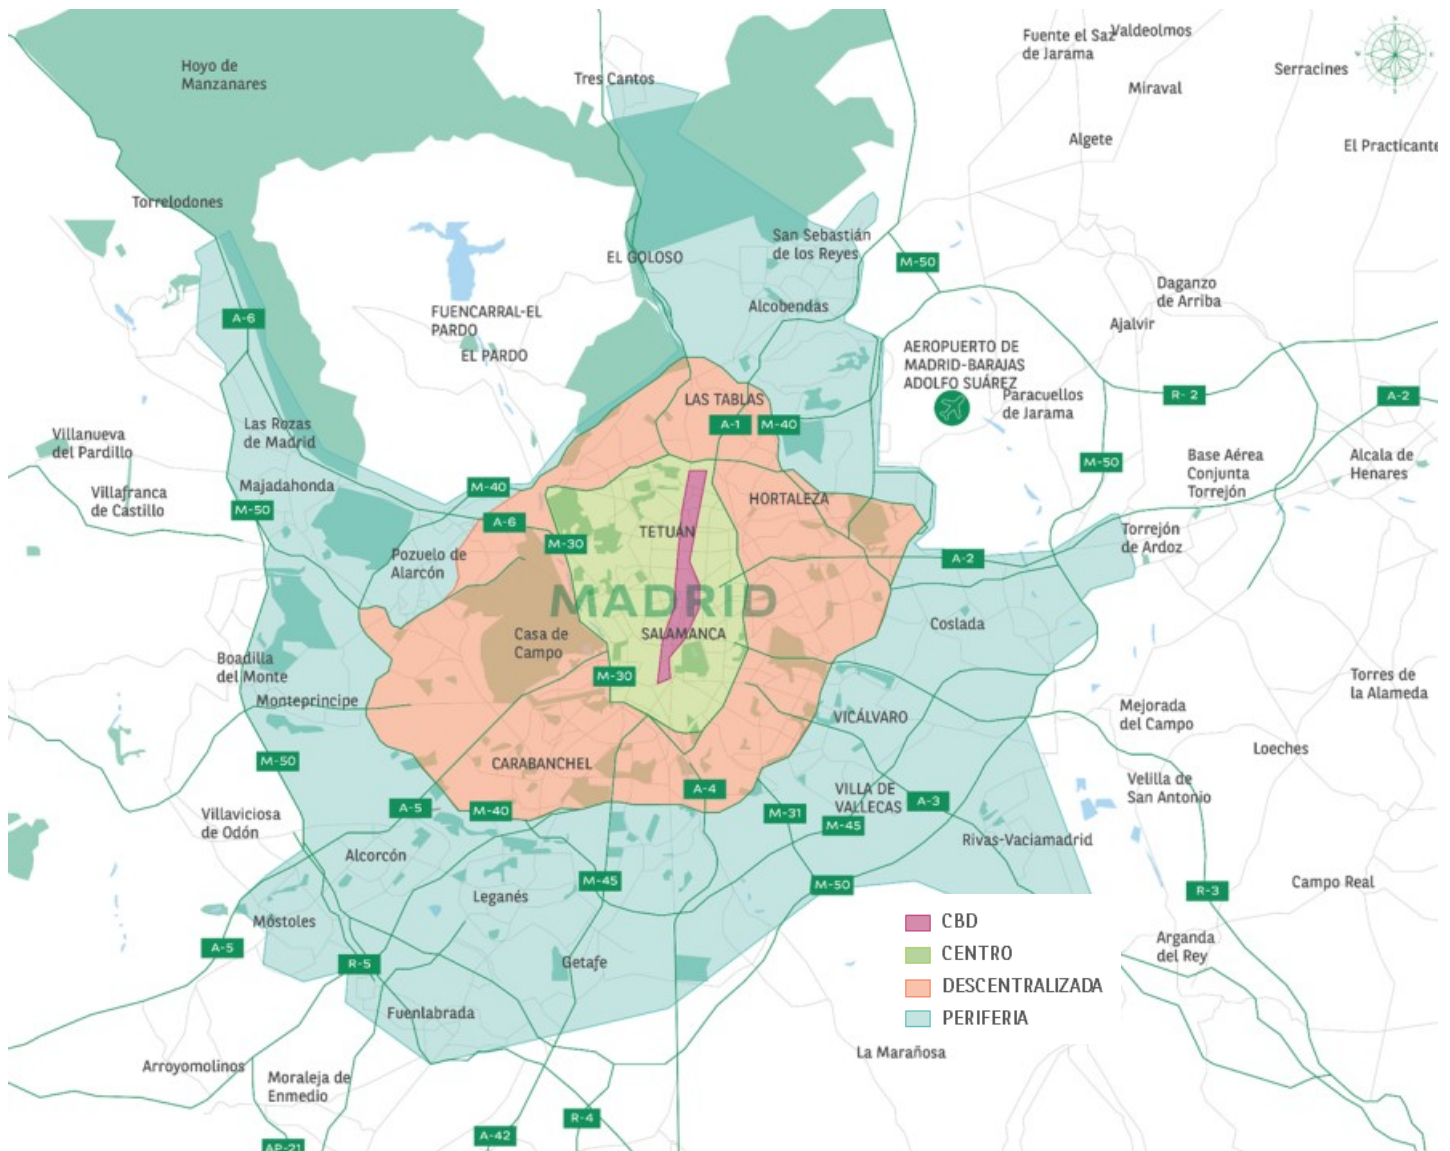 Fuente el Saz
de Jarama
Valdeolmos
Hoyo de
Manzanares
Tres Cantos
Serracines
Miraval
Algete
El Practicante
Torrelodones
San Sebastián
de los Reyes
EL GOLOSO
M-50
Daganzo
de Arriba
Alcobendas
A-6
FUENCARRAL-EL
PARDO
Ajalvir
EL PARDO
AEROPUERTO DE
MADRID-BARAJAS
ADOLFO SUÁREZ
LAS TABLAS
Paracuellos
de Jarama
R-2
A-2
A-1
M-40
Las Rozas
de Madrid
Villanueva
del Pardillo
M-50
Base Aérea
Conjunta
Torrejón
Alcala de
Henares
Majadahonda
M-40
Villafranca
de Castillo
HORTALEZA
M-50
A-6
TETUÁN
Torrejón
de Ardoz
M-30
Pozuelo de
Alarcón
A-2
MADRID
Coslada
Casa de
Campo
SALAMANCA
Boadilla
del Monte
M-30
Torres de
la Alameda
Monteprincipe
VICÁLVARO
Mejorada
del Campo
Loeches
M-50
CARABANCHEL
Velilla de
San Antonio
A-4
VILLA DE
VALLECAS
A-3
A-5
M-40
M-31
M-45
Villaviciosa
de Odón
Rivas-Vaciamadrid
Alcorcón
M-45
M-50
Campo Real
R-3
Leganés
Móstoles
CBD
CENTRO
DESCENTRALIZADA
PERIFERIA
A-5
R-5
Getafe
Arganda
del Rey
Fuenlabrada
La Marañosa
Arroyomolinos
Moraleja de
Enmedio
R-4
A-42
AP-21